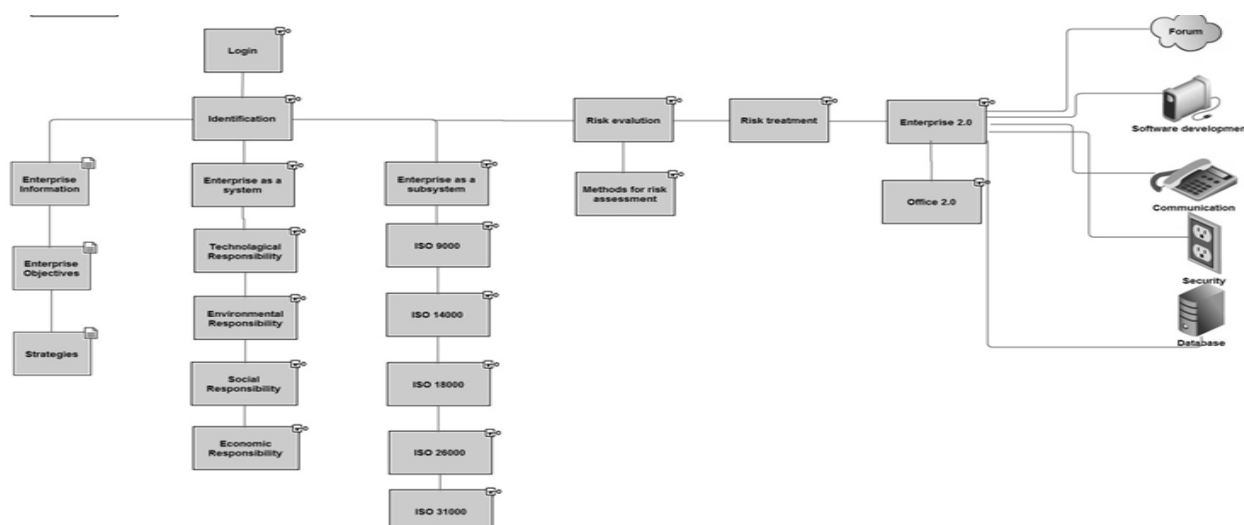 Login
Identification
Enterprise
Information
Enterprise
Objectives
Strategies
Enterprise as a
system
Technolagical
Responsibility
Environmental
Responsibility
Social
Responsibility
Economic
Responsibility
Enterprise as a
subsystem
ISO 9000
ISO 14000
ISO 18000
ISO 26000
ISO 31000
Risk evalution
Methods for risk
assessment
Risk treatment
Enterprise 2.0
Office 2.0
Forum
Software developmer
Communication
Security
Database